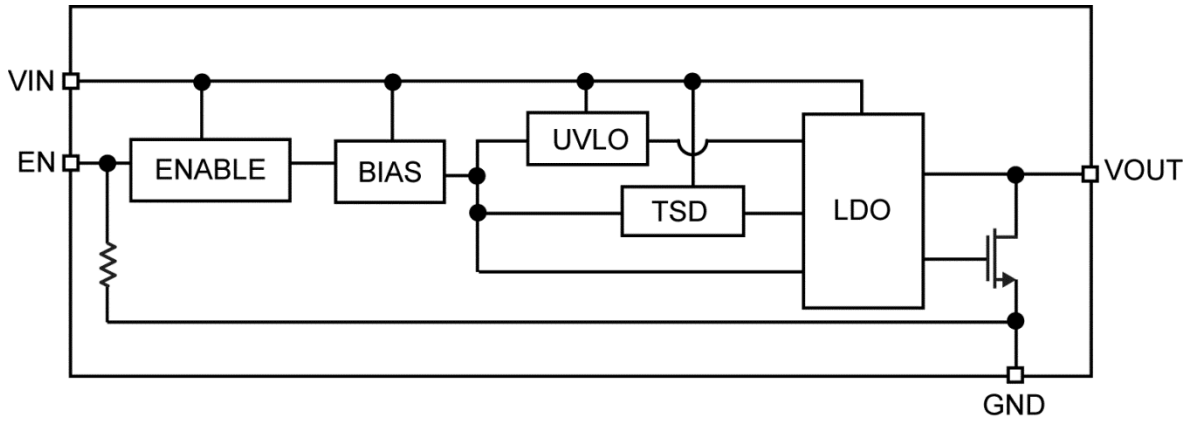 VIN
EN
ENABLE
BIAS
UVLO
TSD
LDO
VOUT
GND